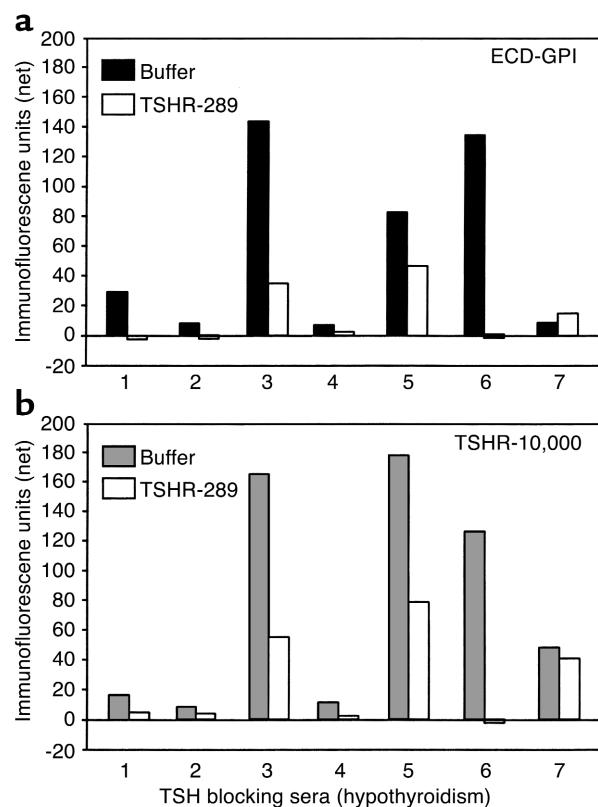 a
ECD-GPI
Buffer
TSHR-289
Immunofluorescene units (net)
200
180
160
140
120
100
80
60
40
20
0
-20
1 2 3 4 5 6 7
b
TSHR-10,000
Buffer
TSHR-289
Immunofluorescene units (net)
200
180
160
140
120
100
80
60
40
20
0
-20
1 2 3 4 5 6 7
TSH blocking sera (hypothyroidism)